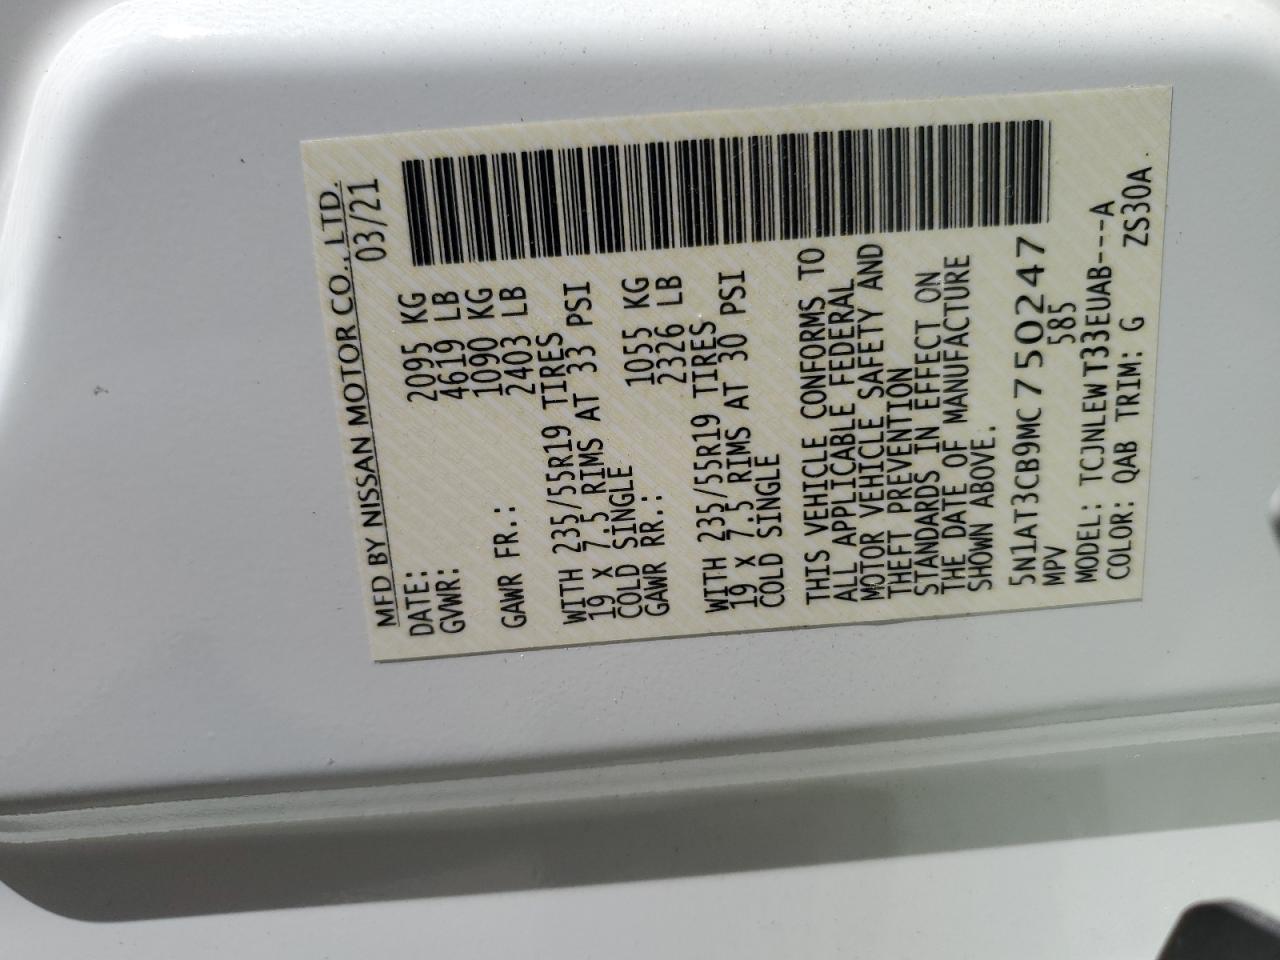 MFD BY NISSAN MOTOR CO., LTD.
DATE: 03/21
GVWR: 2095 KG
4619 LB
GAWR FR.: 1090 KG
2403 LB
WITH 235/55R19 TIRES
19 X 7.5 RIMS AT 33 PSI
COLD SINGLE
GAWR RR.: 1055 KG
2326 LB
WITH 235/55R19 TIRES
19 X 7.5 RIMS AT 30 PSI
COLD SINGLE
THIS VEHICLE CONFORMS TO
ALL APPLICABLE FEDERAL
MOTOR VEHICLE SAFETY AND
THEFT PREVENTION
STANDARDS IN EFFECT ON
THE DATE OF MANUFACTURE
SHOWN ABOVE.
5N1AT3CB9MC750247
MPV 585
MODEL: TCJNLEWT33EUAB---A
COLOR: QAB TRIM: G ZS30A.